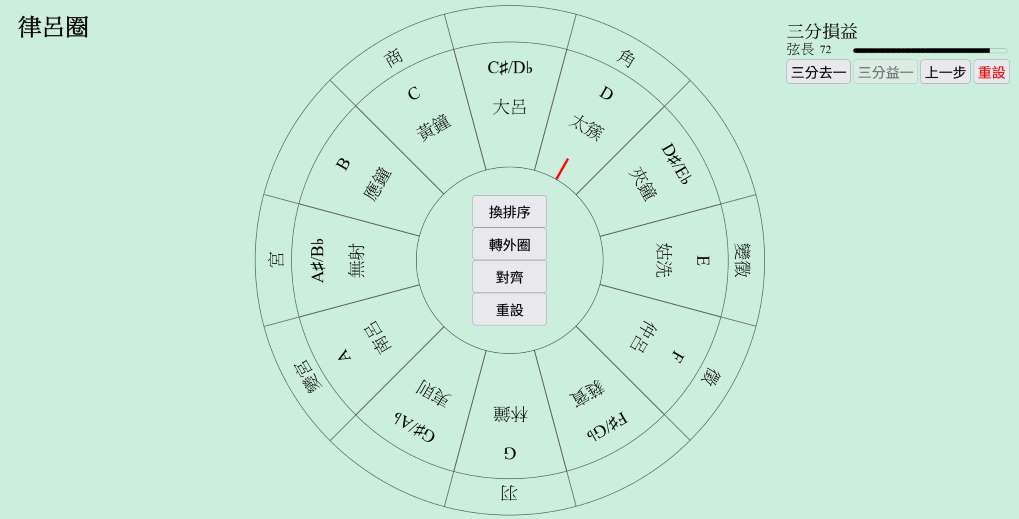 律呂圈
三分損益
弦長 72
三分去一 三分益一 上一步 重設
商
角
變徵
徵
羽
變宮
宮
C♯/D♭
大呂
D
太簇
D♯/E♭
夾鐘
E
姑洗
F
仲呂
F♯/G♭
蕤賓
G
林鐘
G♯/A♭
夷則
A
南呂
A♯/B♭
無射
B
應鐘
C
黃鐘
換排序
轉外圈
對齊
重設